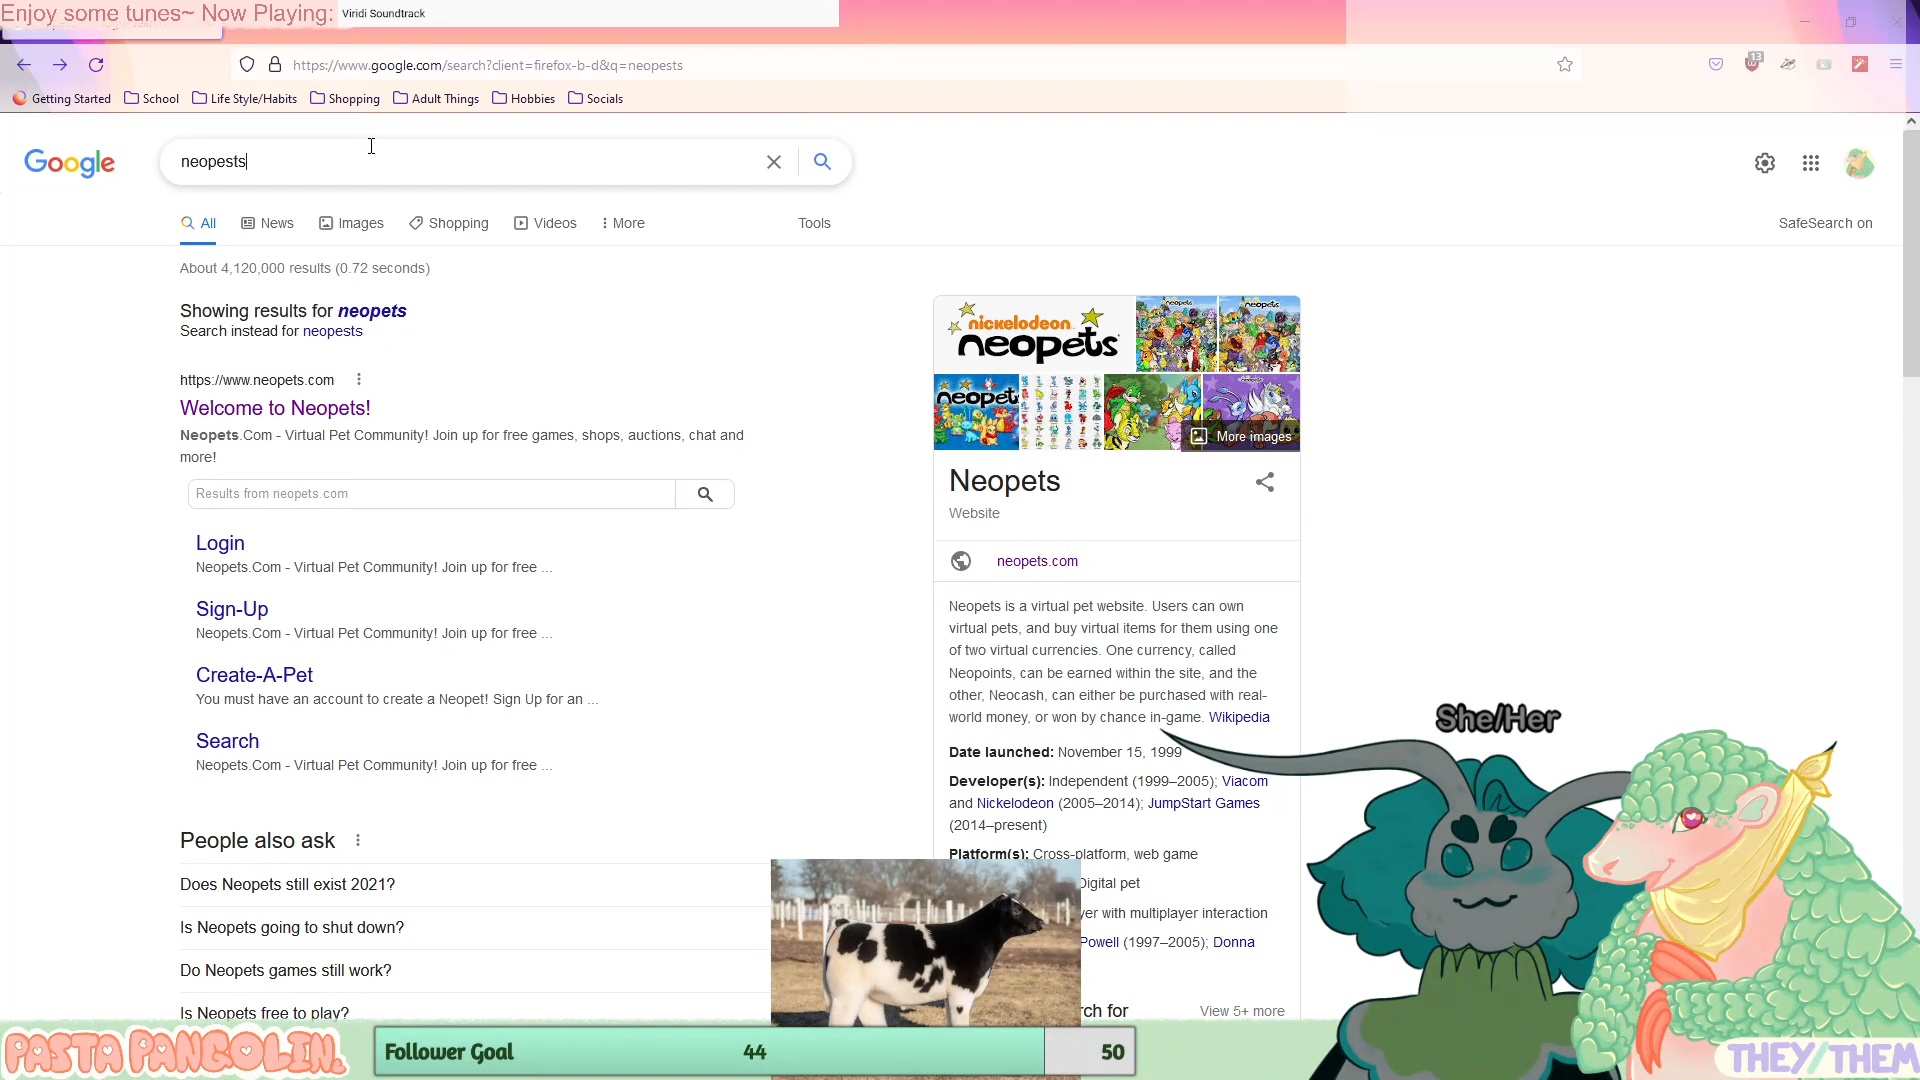 Enjoy some tunes~ Now Playing: Viridi Soundtrack
https://www.google.com/search?client=firefox-b-d&q=neopests
13
Getting Started School Life Style/Habits Shopping Adult Things Hobbies Socials
Google
neopests
All News Images Shopping Videos More Tools SafeSearch on
About 4,120,000 results (0.72 seconds)
Showing results for neopets
Search instead for neopests
https://www.neopets.com
Welcome to Neopets!
Neopets.Com - Virtual Pet Community! Join up for free games, shops, auctions, chat and
more!
Results from neopets.com
Login
Neopets.Com - Virtual Pet Community! Join up for free ...
Sign-Up
Neopets.Com - Virtual Pet Community! Join up for free ...
Create-A-Pet
You must have an account to create a Neopet! Sign Up for an ...
Search
Neopets.Com - Virtual Pet Community! Join up for free ...
People also ask
Does Neopets still exist 2021?
Is Neopets going to shut down?
Do Neopets games still work?
Is Neopets free to play?
nickelodeon
neopets
More images
Neopets
Website
neopets.com
Neopets is a virtual pet website. Users can own
virtual pets, and buy virtual items for them using one
of two virtual currencies. One currency, called
Neopoints, can be earned within the site, and the
other, Neocash, can either be purchased with real-
world money, or won by chance in-game. Wikipedia
Date launched: November 15, 1999
Developer(s): Independent (1999–2005); Viacom
and Nickelodeon (2005–2014); JumpStart Games
(2014–present)
Platform(s): Cross-platform, web game
Digital pet
yer with multiplayer interaction
Powell (1997–2005); Donna
rch for View 5+ more
She/Her
PASTA PANGOLIN.
Follower Goal 44 50
THEY/THEM